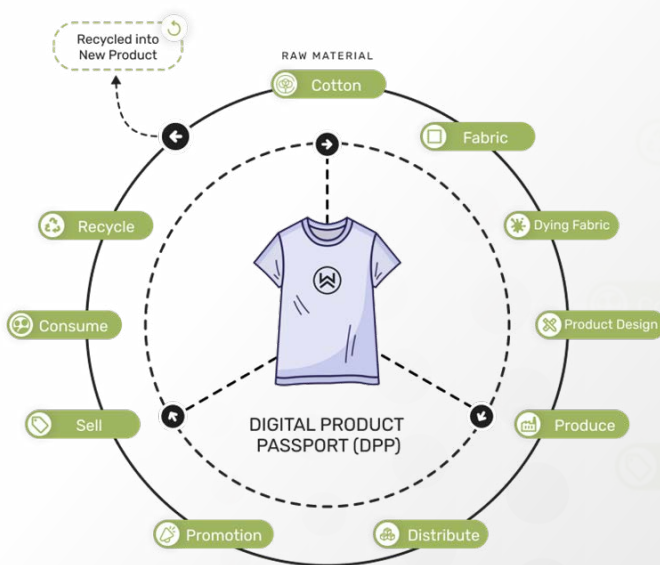 Recycled into
New Product
RAW MATERIAL
Cotton
Fabric
Recycle
Dying Fabric
Consume
Product Design
Sell
DIGITAL PRODUCT
PASSPORT (DPP)
Produce
Promotion
Distribute